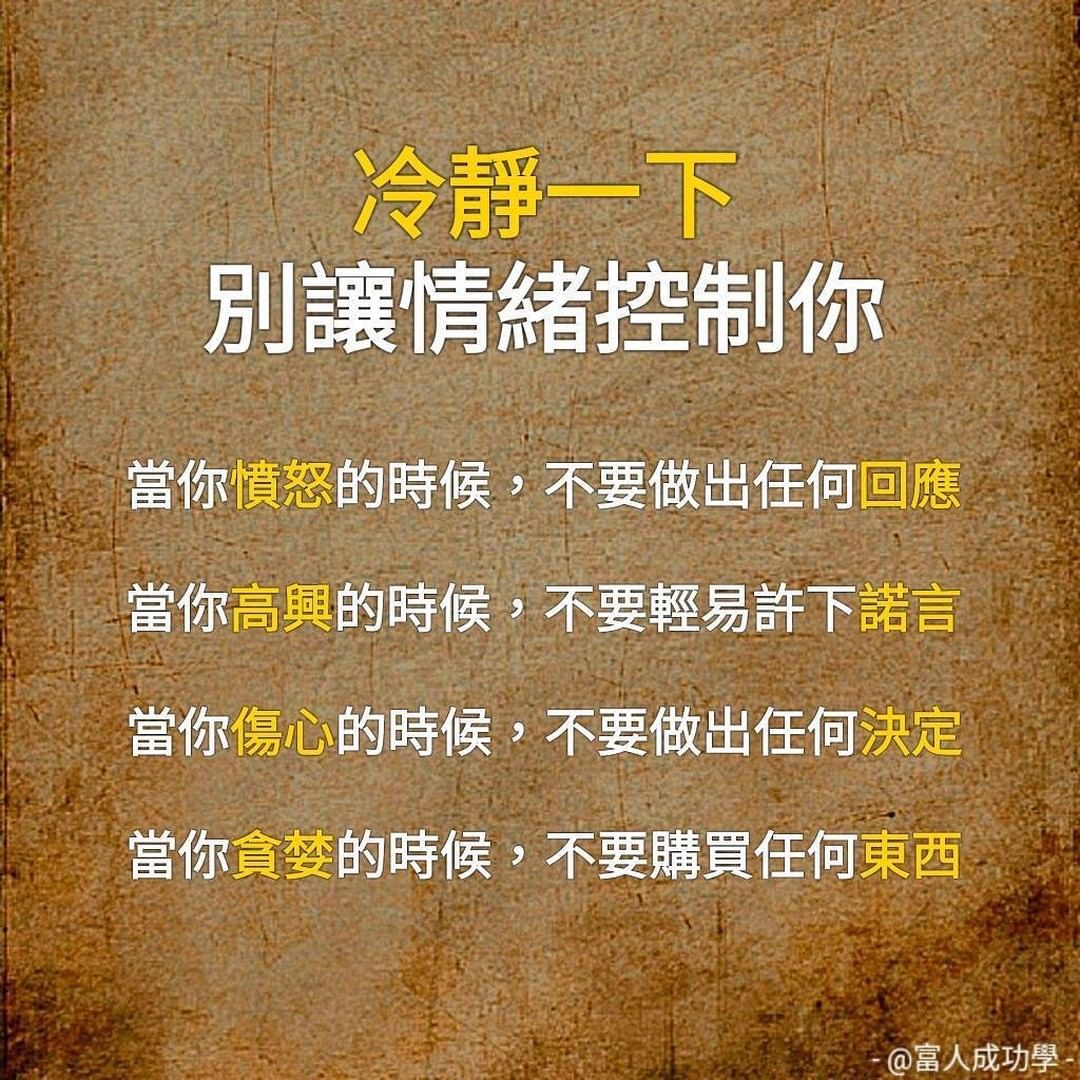 冷靜一下
別讓情緒控制你
當你憤怒的時候，不要做出任何回應
當你高興的時候，不要輕易許下諾言
當你傷心的時候，不要做出任何決定
當你貪婪的時候，不要購買任何東西
- @富人成功學 -